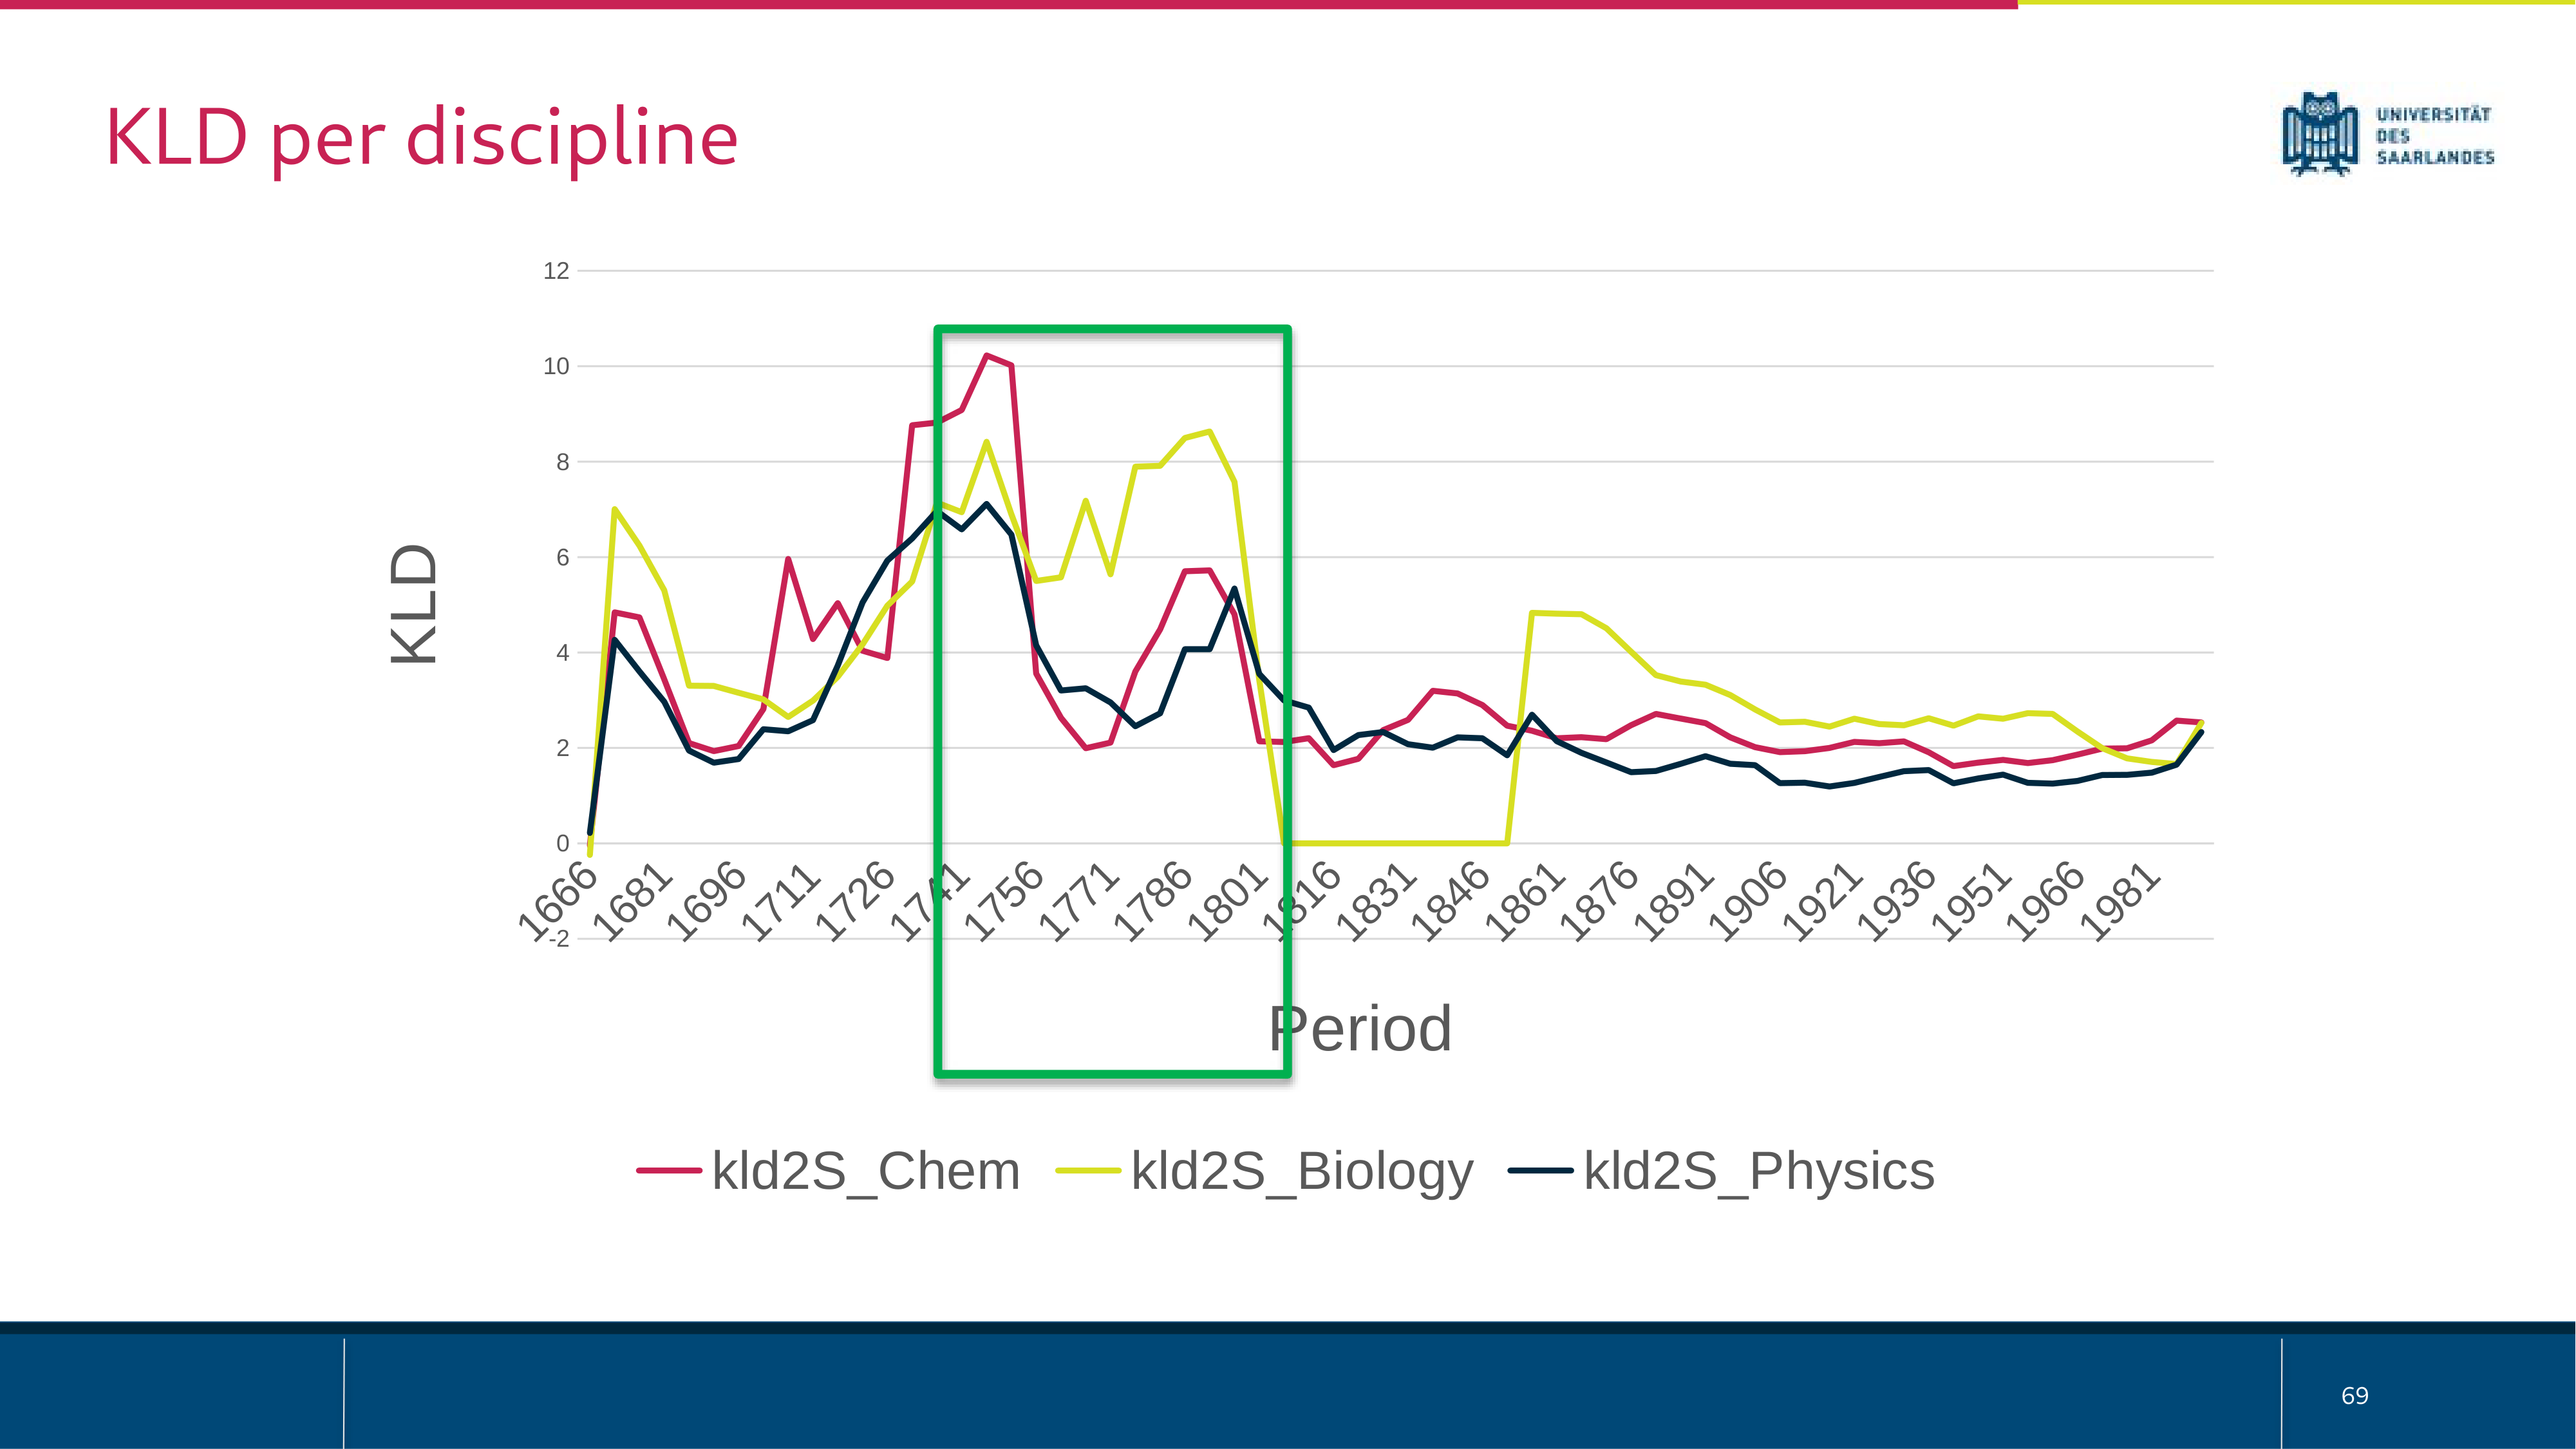 KLD per discipline
UNIVERSITÄT
DES
SAARLANDES
12
10
8
6
4
2
0
-2
KLD
1666 1681 1696 1711 1726 1741 1756 1771 1786 1801 1816 1831 1846 1861 1876 1891 1906 1921 1936 1951 1966 1981
Period
kld2S_Chem kld2S_Biology kld2S_Physics
69